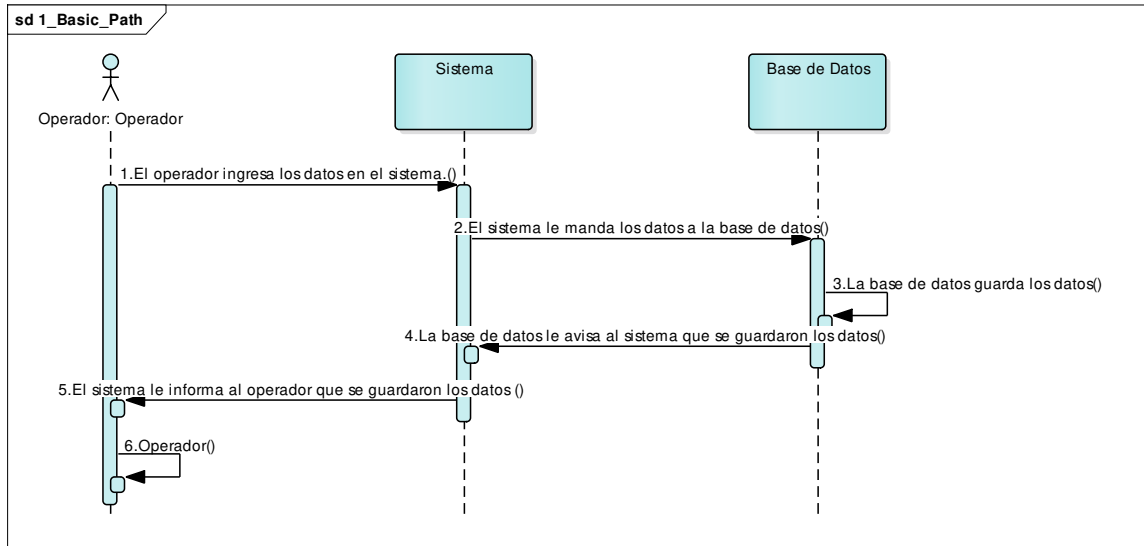 sd 1_Basic_Path
Operador: Operador
Sistema
Base de Datos
1.El operador ingresa los datos en el sistema.()
2.El sistema le manda los datos a la base de datos()
3.La base de datos guarda los datos()
4.La base de datos le avisa al sistema que se guardaron los datos()
5.El sistema le informa al operador que se guardaron los datos ()
6.Operador()